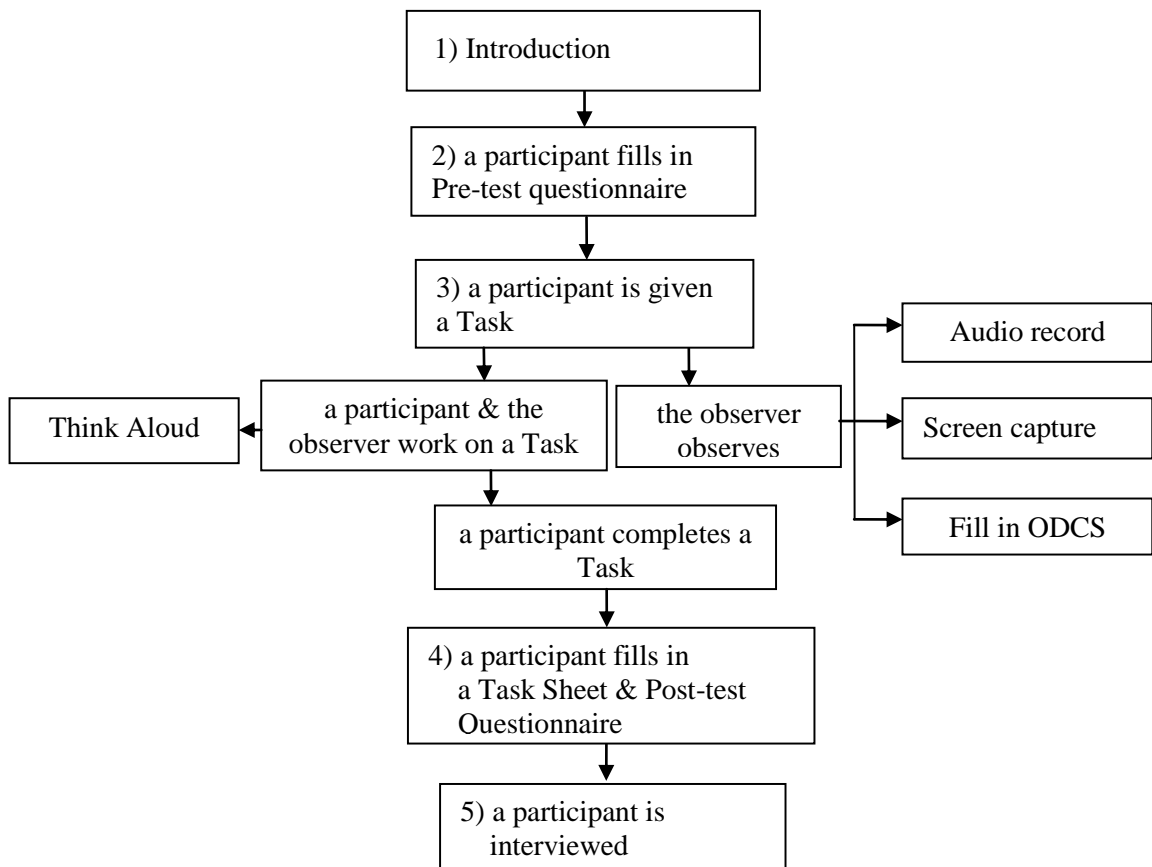 1) Introduction
2) a participant fills in
Pre-test questionnaire
3) a participant is given
a Task
Audio record
Think Aloud
a participant & the
observer work on a Task
the observer
observes
Screen capture
Fill in ODCS
a participant completes a
Task
4) a participant fills in
a Task Sheet & Post-test
Questionnaire
5) a participant is
interviewed